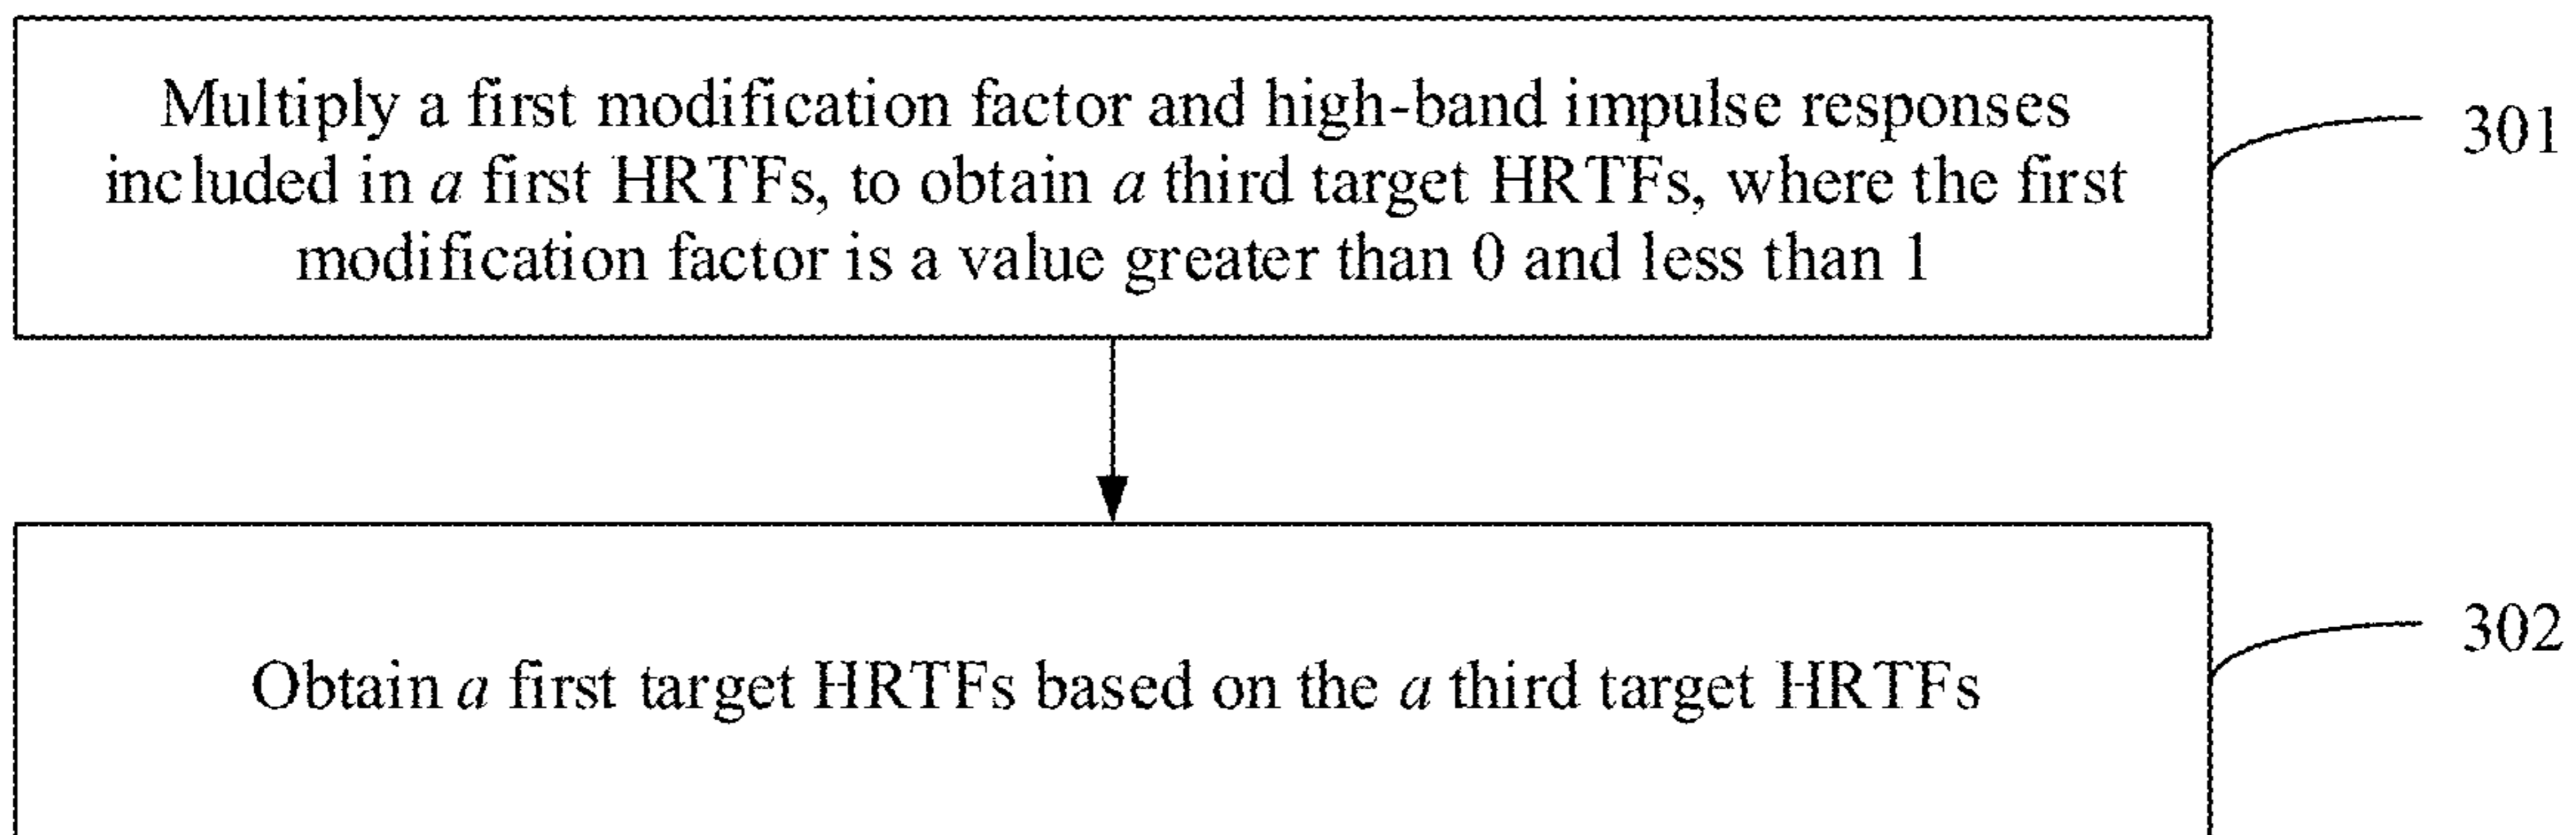 Multiply a first modification factor and high-band impulse responses
included in a first HRTFs, to obtain a third target HRTFs, where the first
modification factor is a value greater than 0 and less than 1
301
Obtain a first target HRTFs based on the a third target HRTFs
302